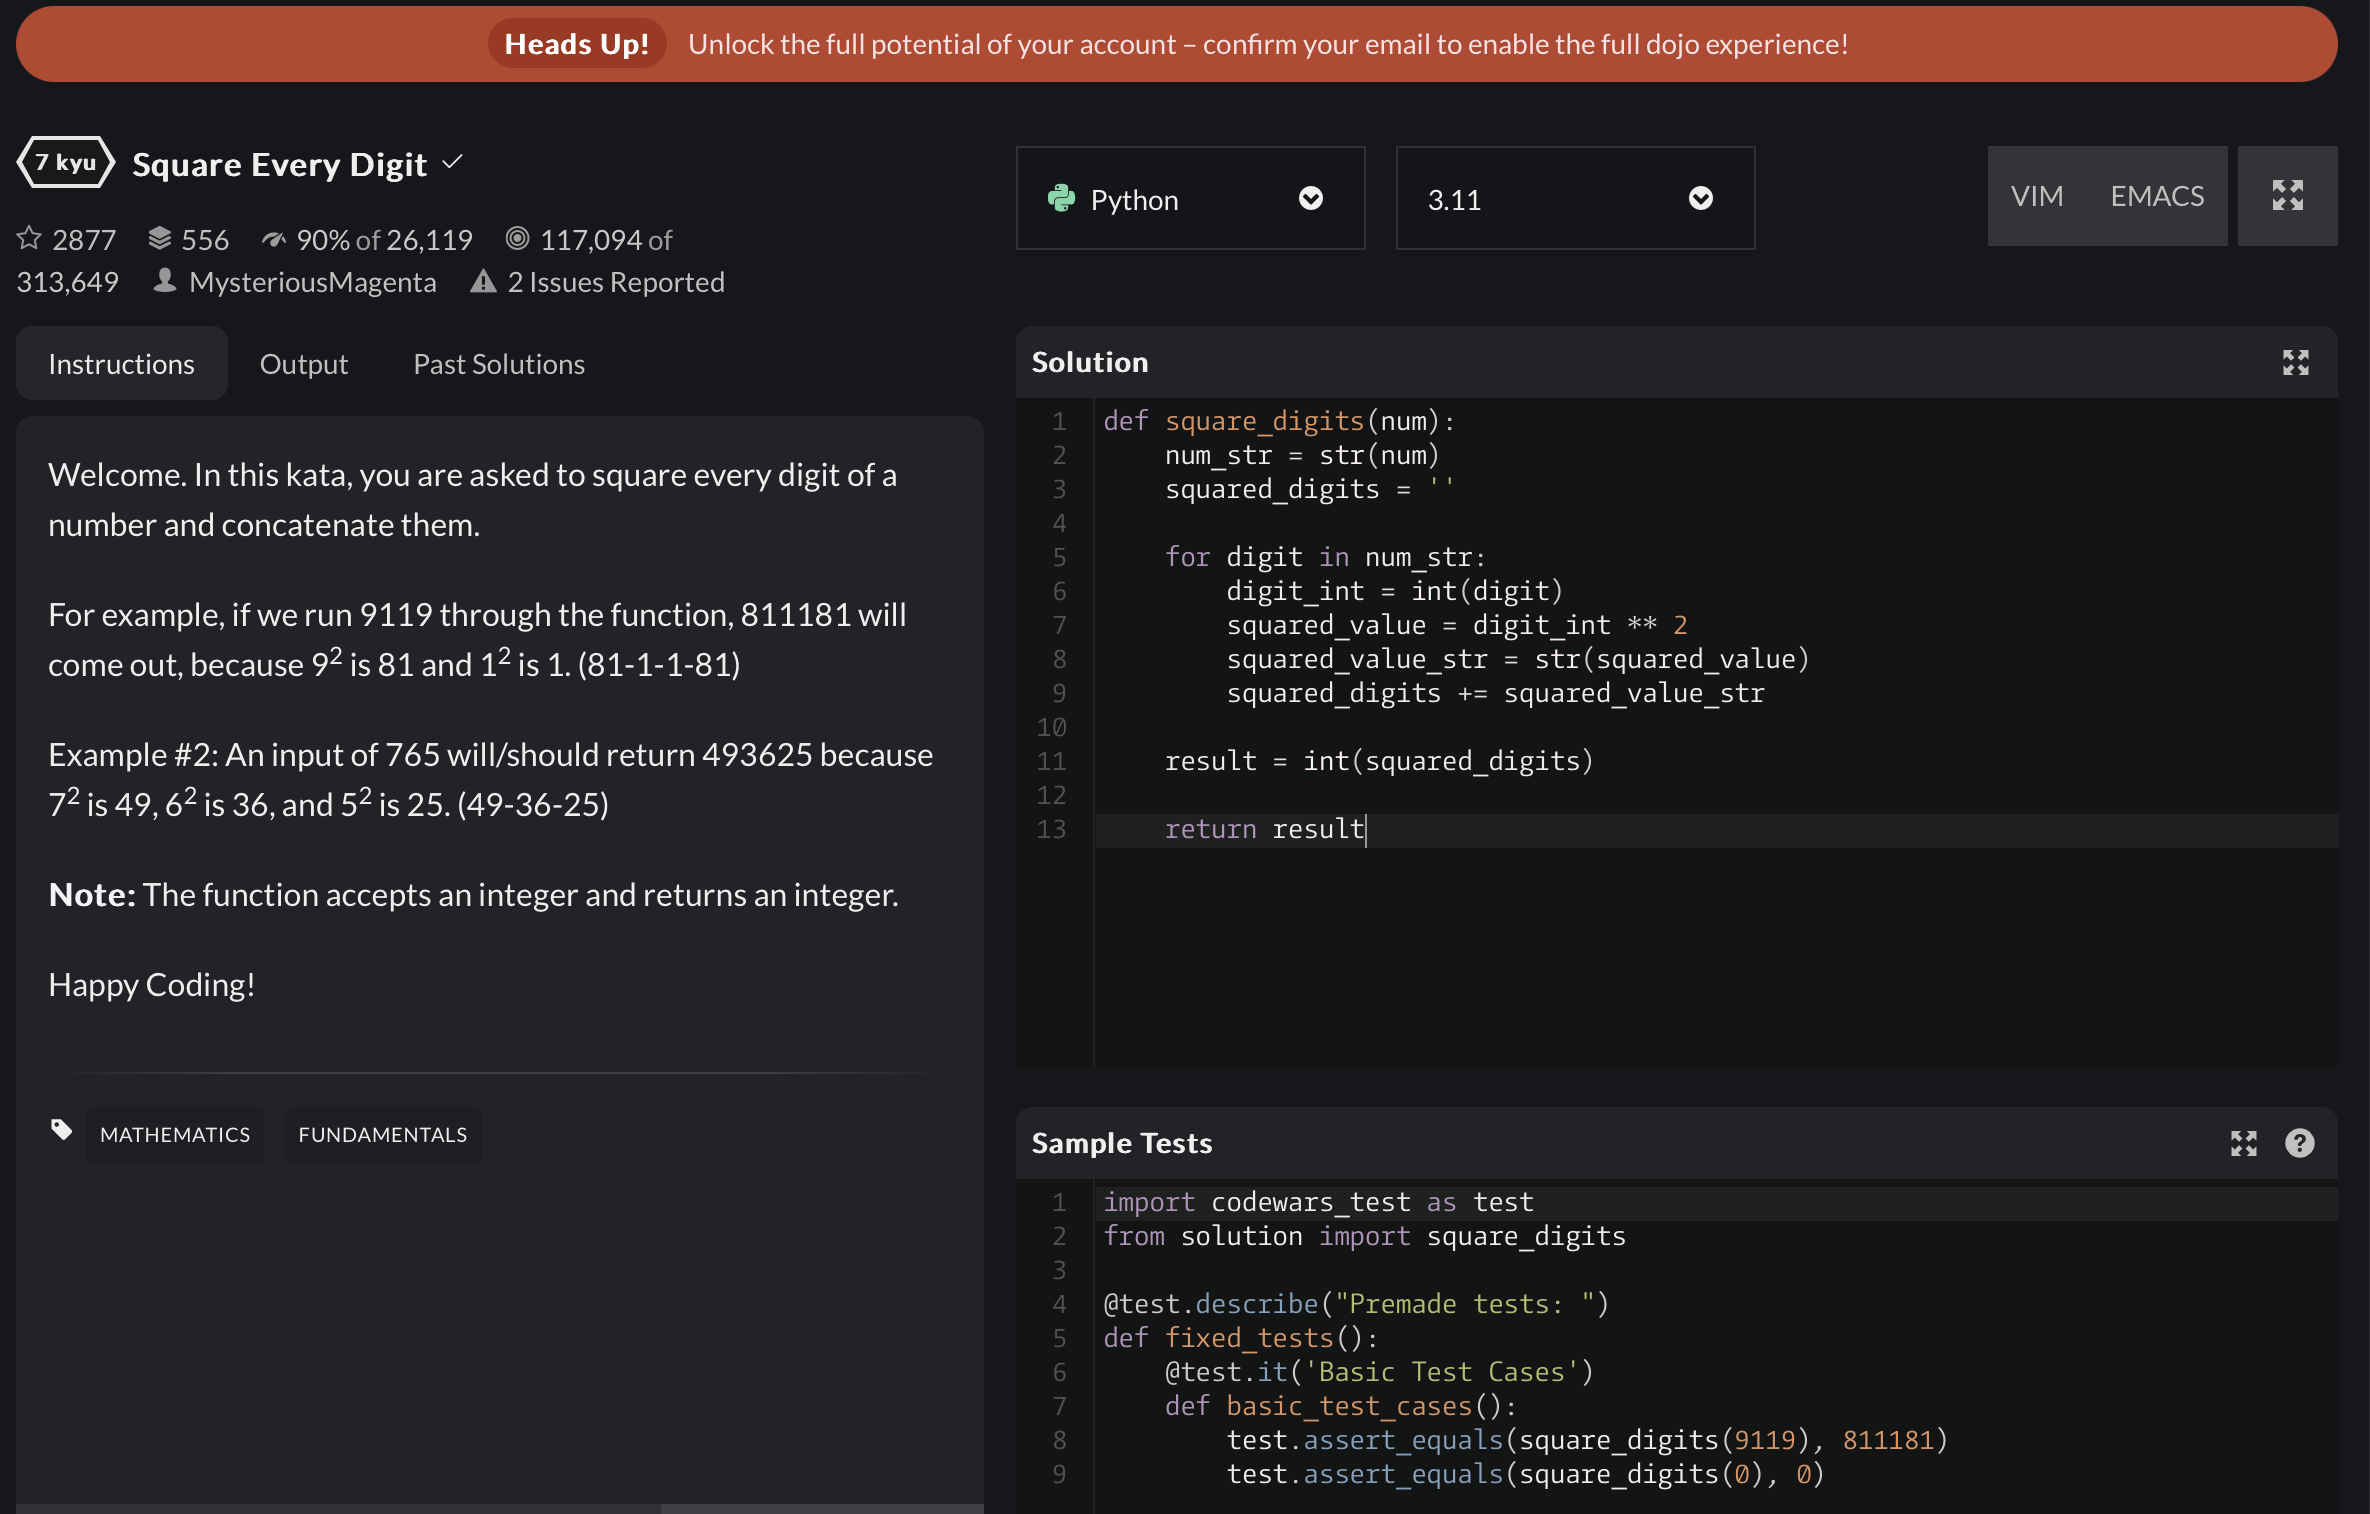 Heads Up! Unlock the full potential of your account – confirm your email to enable the full dojo experience!
7 kyu Square Every Digit
2877 556 90% of 26,119 117,094 of
313,649 MysteriousMagenta 2 Issues Reported
Instructions Output Past Solutions
Welcome. In this kata, you are asked to square every digit of a
number and concatenate them.
For example, if we run 9119 through the function, 811181 will
come out, because 9² is 81 and 1² is 1. (81-1-1-81)
Example #2: An input of 765 will/should return 493625 because
7² is 49, 6² is 36, and 5² is 25. (49-36-25)
Note: The function accepts an integer and returns an integer.
Happy Coding!
MATHEMATICS FUNDAMENTALS
Python 3.11 VIM EMACS
Solution
1 def square_digits(num):
2     num_str = str(num)
3     squared_digits = ''
4
5     for digit in num_str:
6         digit_int = int(digit)
7         squared_value = digit_int ** 2
8         squared_value_str = str(squared_value)
9         squared_digits += squared_value_str
10
11     result = int(squared_digits)
12
13     return result
Sample Tests ?
1 import codewars_test as test
2 from solution import square_digits
3
4 @test.describe("Premade tests: ")
5 def fixed_tests():
6     @test.it('Basic Test Cases')
7     def basic_test_cases():
8         test.assert_equals(square_digits(9119), 811181)
9         test.assert_equals(square_digits(0), 0)